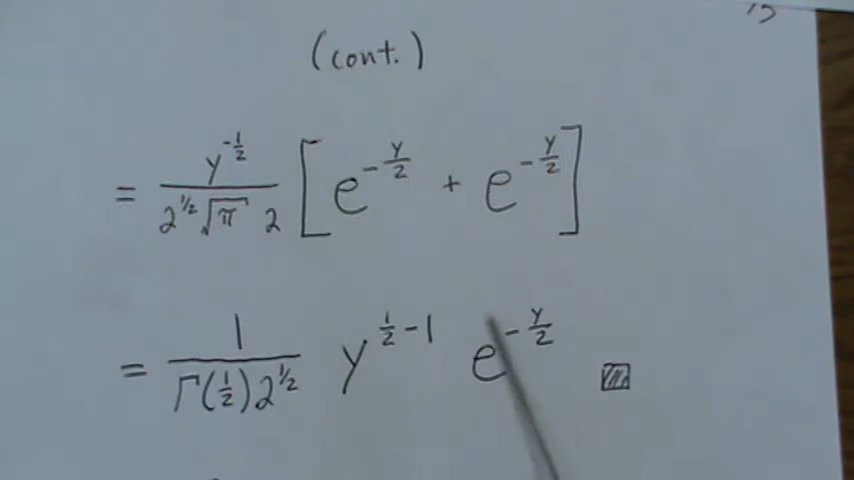 (cont.)
= y^{-1/2} / (2^{1/2} √π 2) [ e^{-y/2} + e^{-y/2} ]
= 1 / (Γ(1/2) 2^{1/2}) y^{1/2 - 1} e^{-y/2}